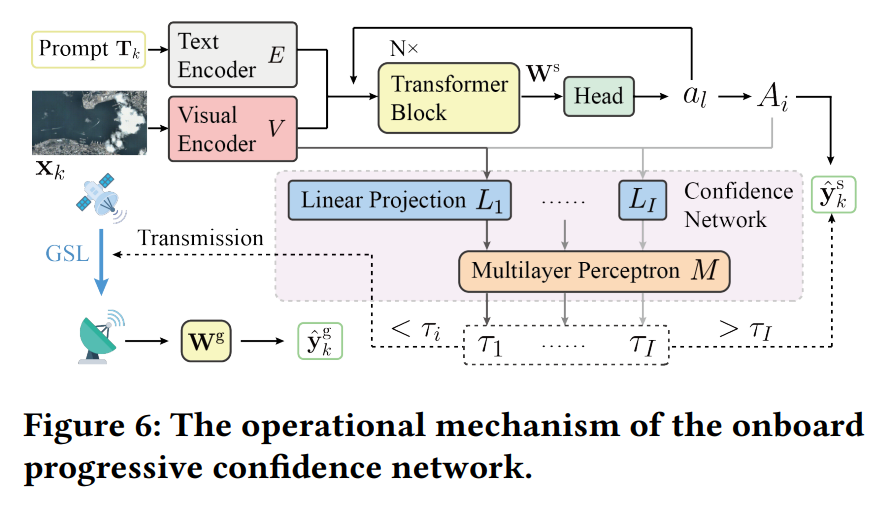 Prompt T_k
Text
Encoder E
Visual
Encoder V
x_k
N×
Transformer
Block
W^s
Head
a_l
A_i
ŷ_k^s
Linear Projection L_1
......
L_I
Confidence
Network
Multilayer Perceptron M
GSL
Transmission
< τ_i
τ_1
......
τ_I
> τ_I
W^g
ŷ_k^g
Figure 6: The operational mechanism of the onboard
progressive confidence network.